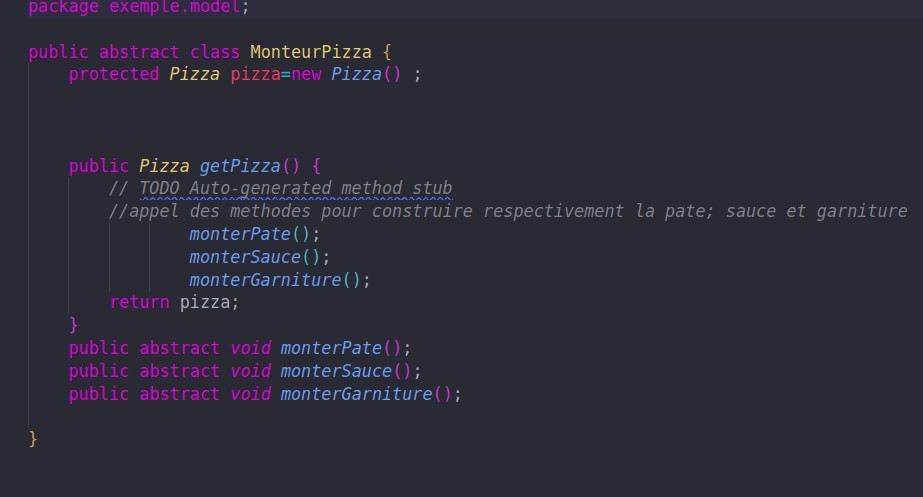 package exemple.model;
public abstract class MonteurPizza {
protected Pizza pizza=new Pizza() ;
public Pizza getPizza() {
// TODO Auto-generated method stub
//appel des methodes pour construire respectivement la pate; sauce et garniture
monterPate();
monterSauce();
monterGarniture();
return pizza;
}
public abstract void monterPate();
public abstract void monterSauce();
public abstract void monterGarniture();
}